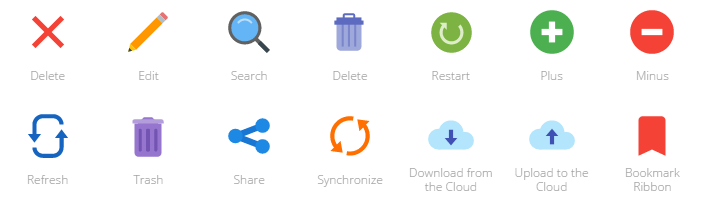 Delete
Edit
Search
Delete
Restart
Plus
Minus
Refresh
Trash
Share
Synchronize
Download from
the Cloud
Upload to the
Cloud
Bookmark
Ribbon